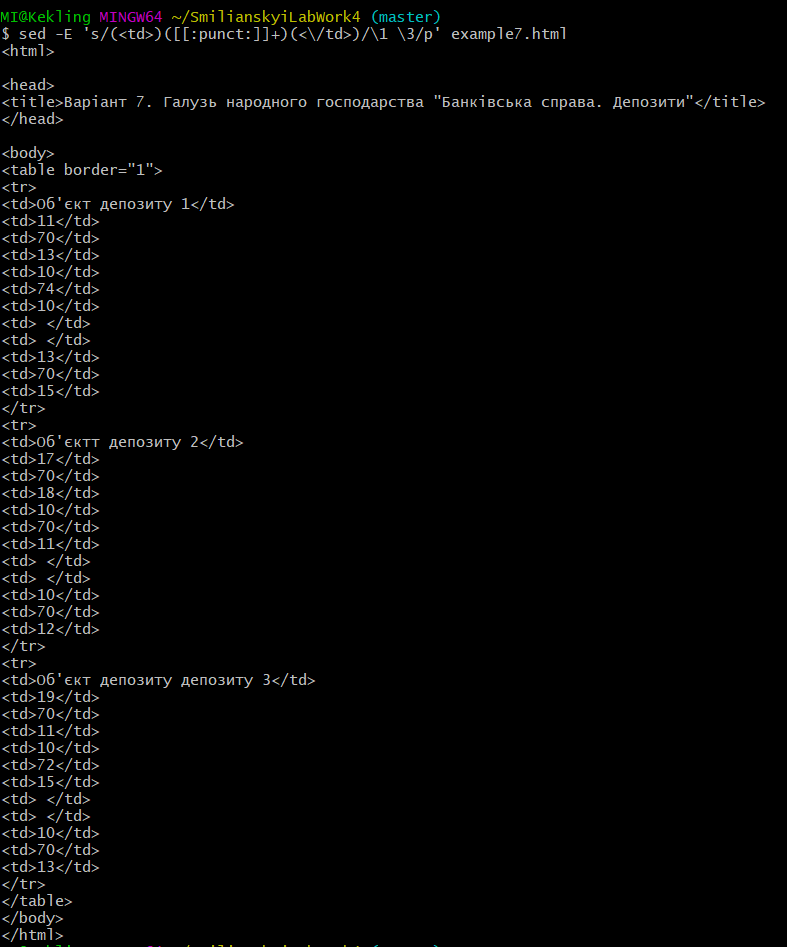 MI@Kekling MINGW64 ~/SmilianskyiLabWork4 (master)
$ sed -E 's/(<td>)([[:punct:]]+)(<\/td>)/\1 \3/p' example7.html
<html>

<head>
<title>Варіант 7. Галузь народного господарства "Банківська справа. Депозити"</title>
</head>

<body>
<table border="1">
<tr>
<td>Об'єкт депозиту 1</td>
<td>11</td>
<td>70</td>
<td>13</td>
<td>10</td>
<td>74</td>
<td>10</td>
<td> </td>
<td> </td>
<td>13</td>
<td>70</td>
<td>15</td>
</tr>
<tr>
<td>Об'єктт депозиту 2</td>
<td>17</td>
<td>70</td>
<td>18</td>
<td>10</td>
<td>70</td>
<td>11</td>
<td> </td>
<td> </td>
<td>10</td>
<td>70</td>
<td>12</td>
</tr>
<tr>
<td>Об'єкт депозиту депозиту 3</td>
<td>19</td>
<td>70</td>
<td>11</td>
<td>10</td>
<td>72</td>
<td>15</td>
<td> </td>
<td> </td>
<td>10</td>
<td>70</td>
<td>13</td>
</tr>
</table>
</body>
</html>